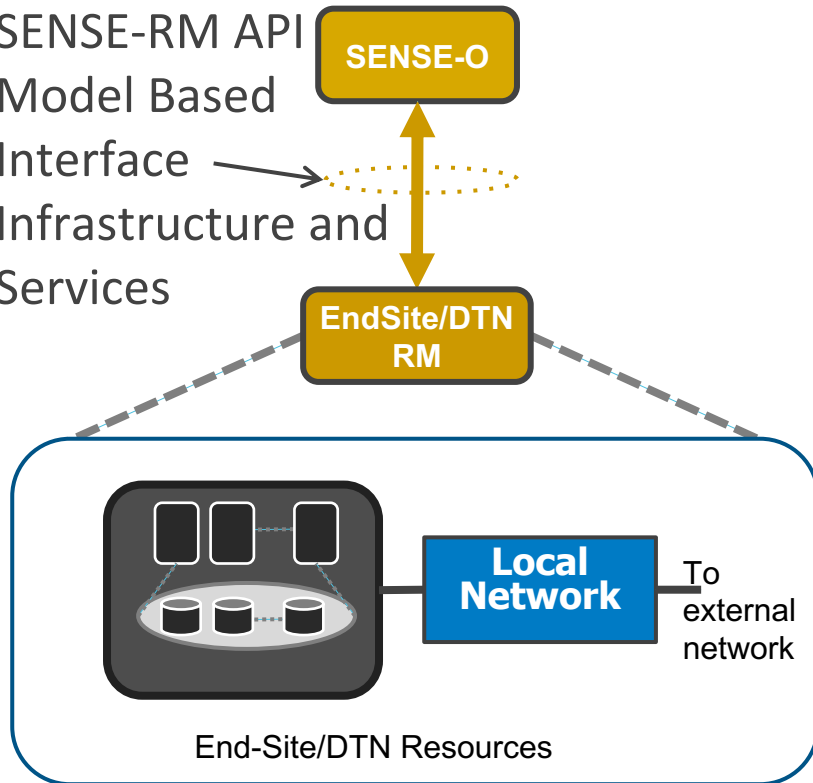 SENSE-RM API
Model Based
Interface
Infrastructure and
Services
SENSE-O
EndSite/DTN
RM
Local
Network
To
external
network
End-Site/DTN Resources